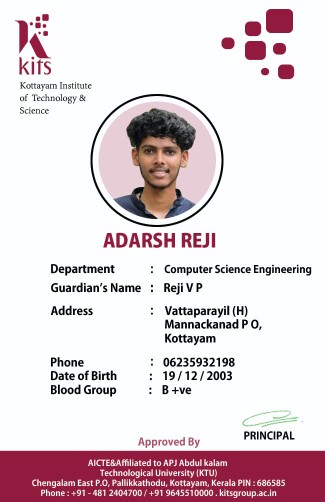 kits
Kottayam Institute
of Technology &
Science
ADARSH REJI
Department : Computer Science Engineering
Guardian's Name : Reji V P
Address : Vattaparayil (H)
Mannackanad P O,
Kottayam
Phone : 06235932198
Date of Birth : 19 / 12 / 2003
Blood Group : B +ve
Approved By
PRINCIPAL
AICTE&Affiliated to APJ Abdul kalam
Technological University (KTU)
Chengalam East P.O, Pallikkathodu, Kottayam, Kerala PIN : 686585
Phone : +91 - 481 2404700 / +91 9645510000 . kitsgroup.ac.in